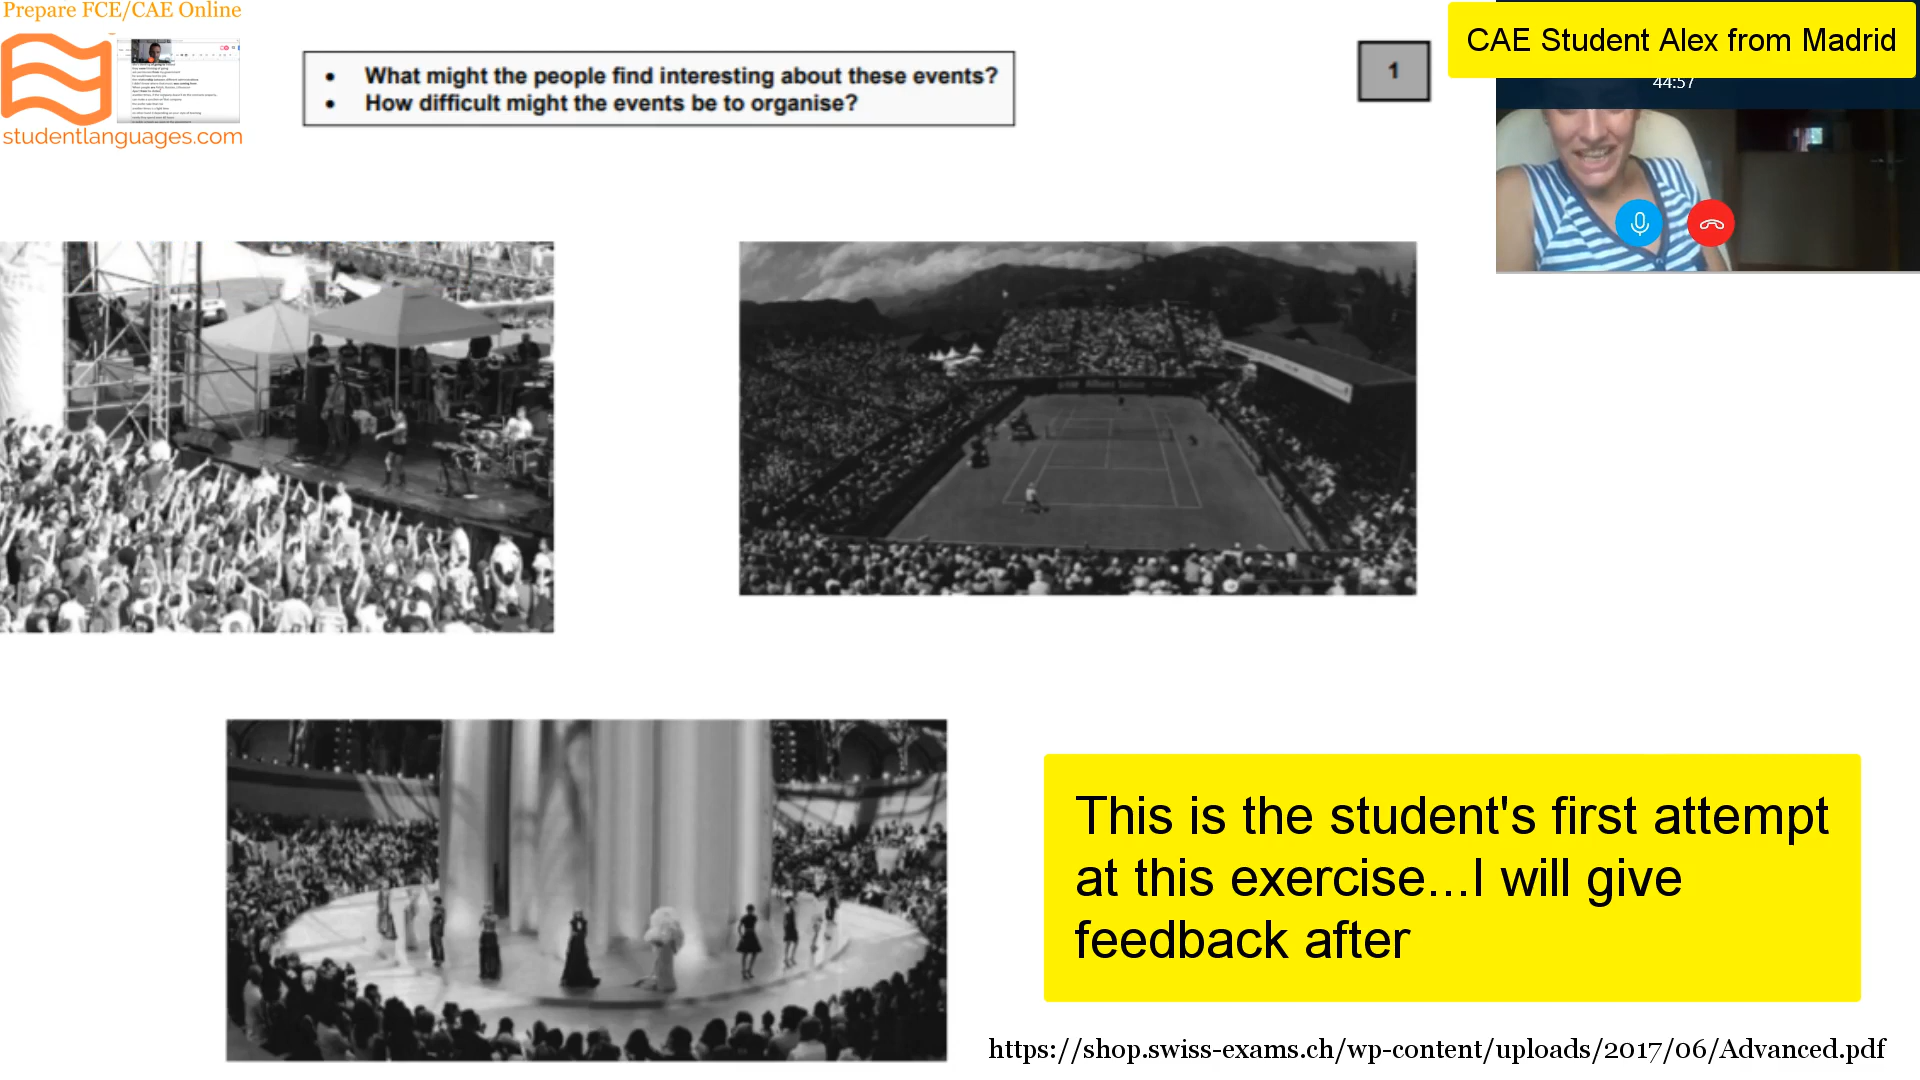 Prepare FCE/CAE Online
studentlanguages.com
• What might the people find interesting about these events?
• How difficult might the events be to organise?
1
CAE Student Alex from Madrid
44:57
This is the student's first attempt
at this exercise...I will give
feedback after
https://shop.swiss-exams.ch/wp-content/uploads/2017/06/Advanced.pdf